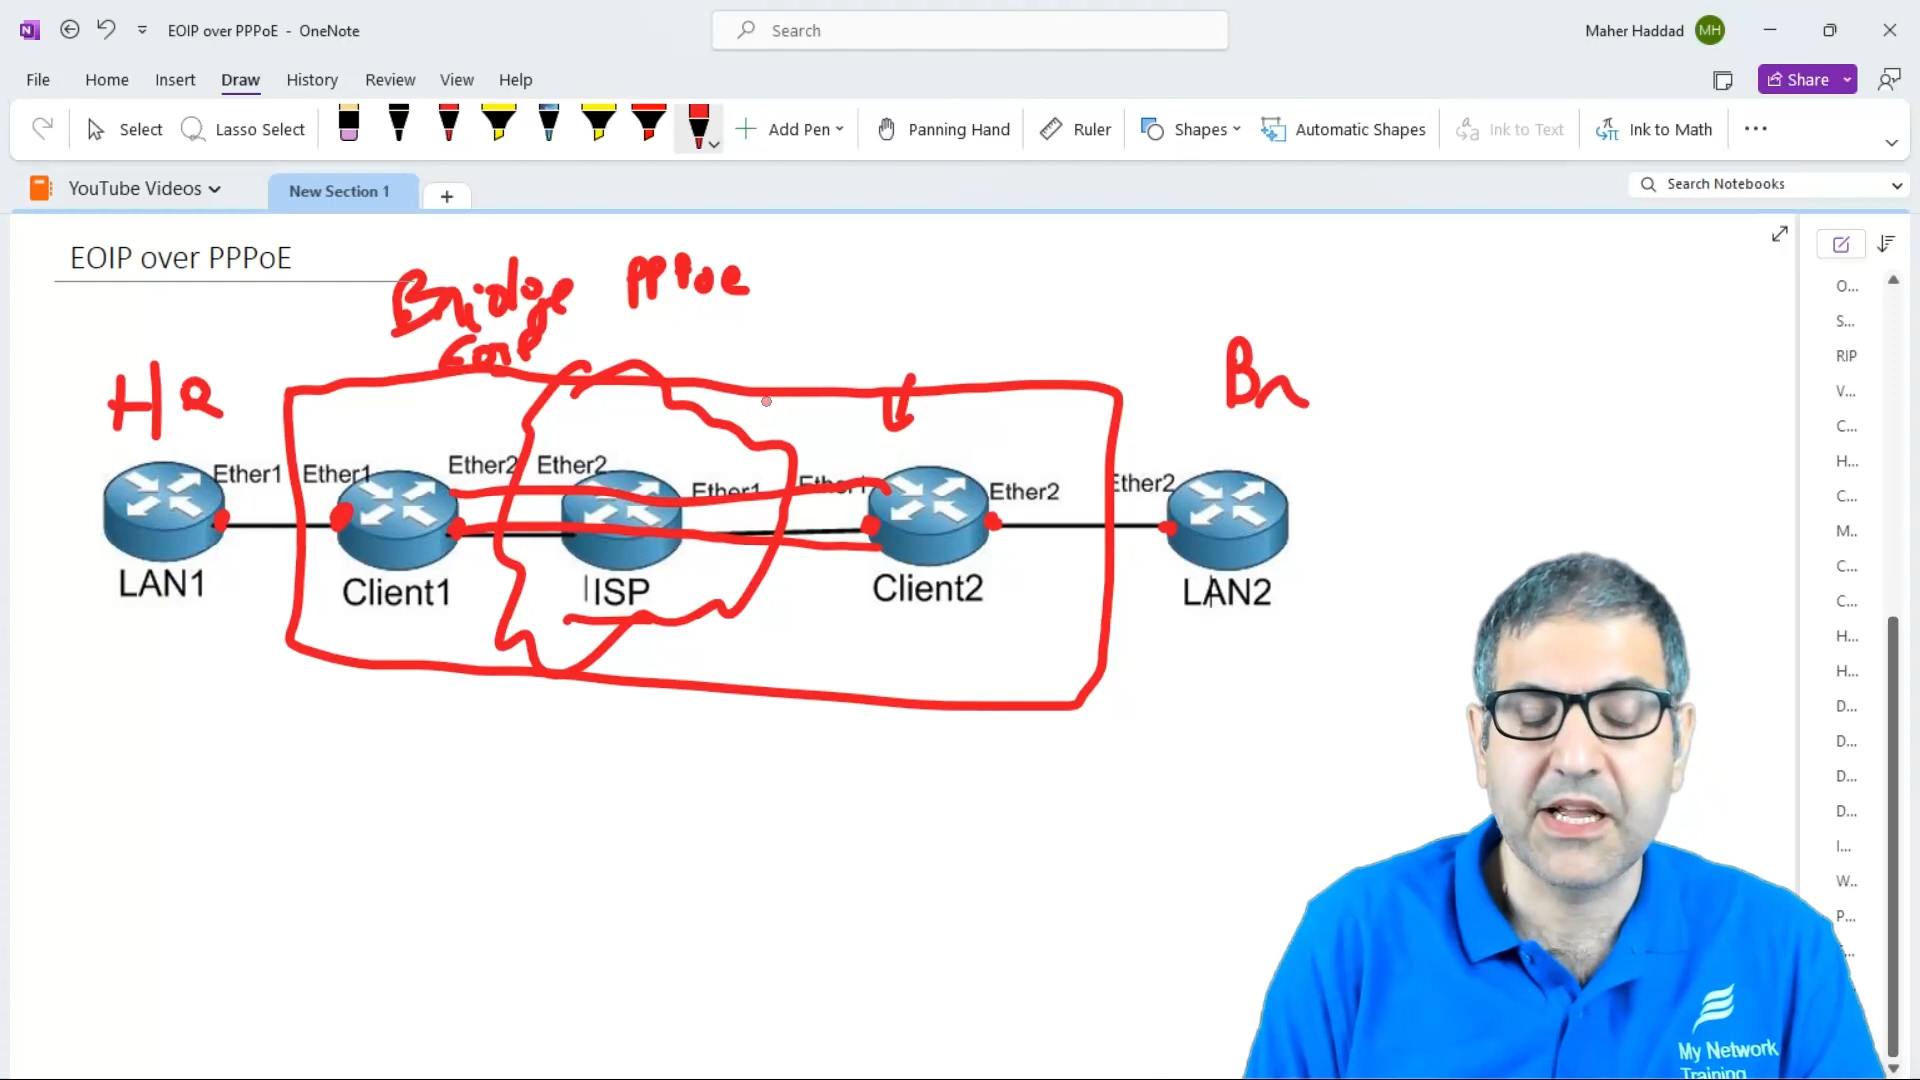 EOIP over PPPoE - OneNote
Search
Maher Haddad
MH
File Home Insert Draw History Review View Help
Share
Select Lasso Select
Add Pen Panning Hand Ruler Shapes Automatic Shapes Ink to Text Ink to Math
YouTube Videos New Section 1
Search Notebooks
EOIP over PPPoE
Bridge PPPoE
EoIP
HQ
Br
Ether1 Ether1 Ether2 Ether2 Ether1 Ether1 Ether2 Ether2
LAN1 Client1 ISP Client2 LAN2
O...
S...
RIP
V...
C...
H...
C...
M..
C...
C...
H...
H...
D...
D...
D...
D...
I...
W..
P...
My Network
Training